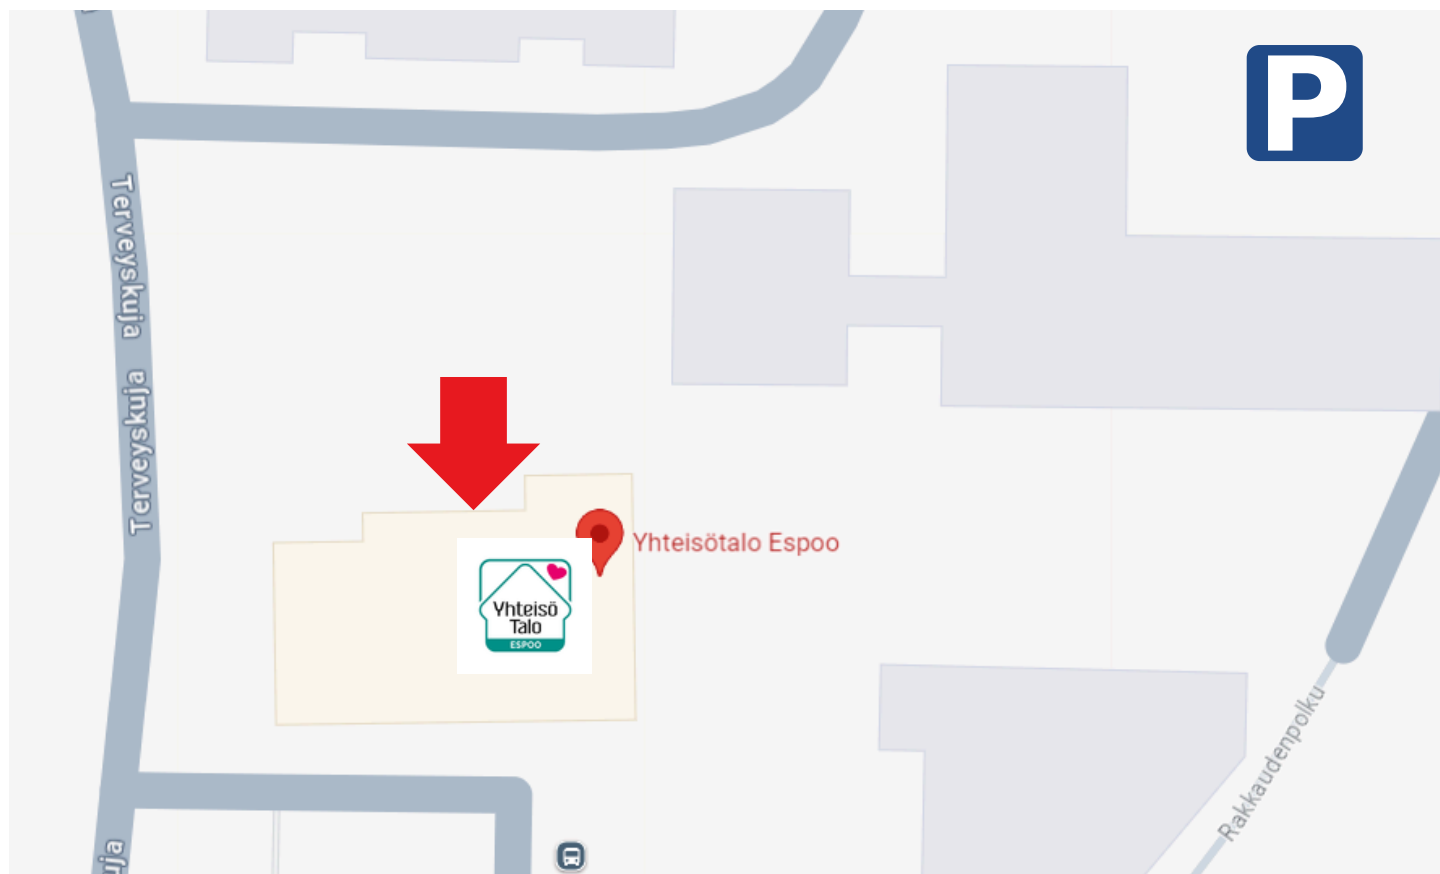 P
Terveyskuja
Terveyskuja
Yhteisötalo Espoo
Yhteisö
Talo
ESPOO
Rakkaudenpolku
uja